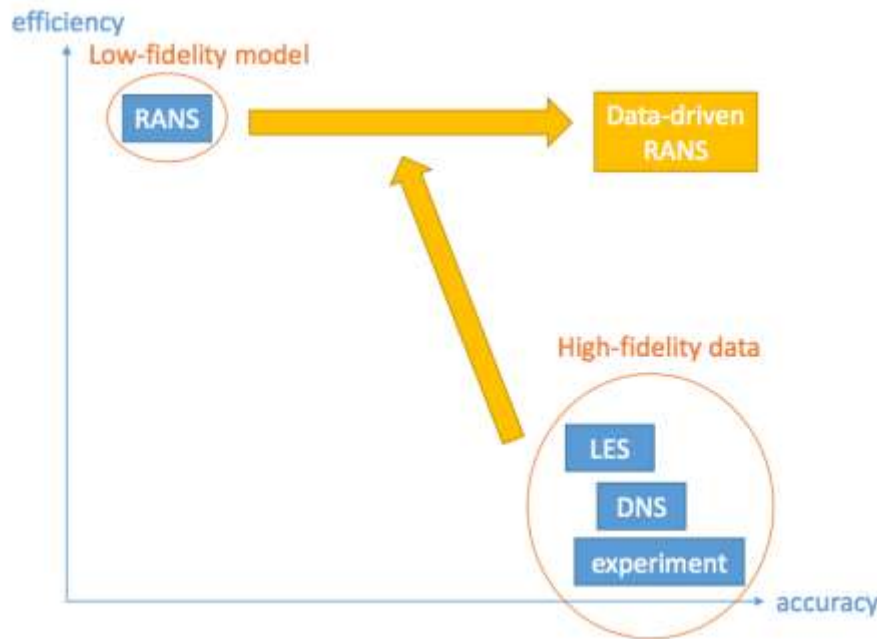 efficiency
Low-fidelity model
RANS
Data-driven
RANS
High-fidelity data
LES
DNS
experiment
accuracy